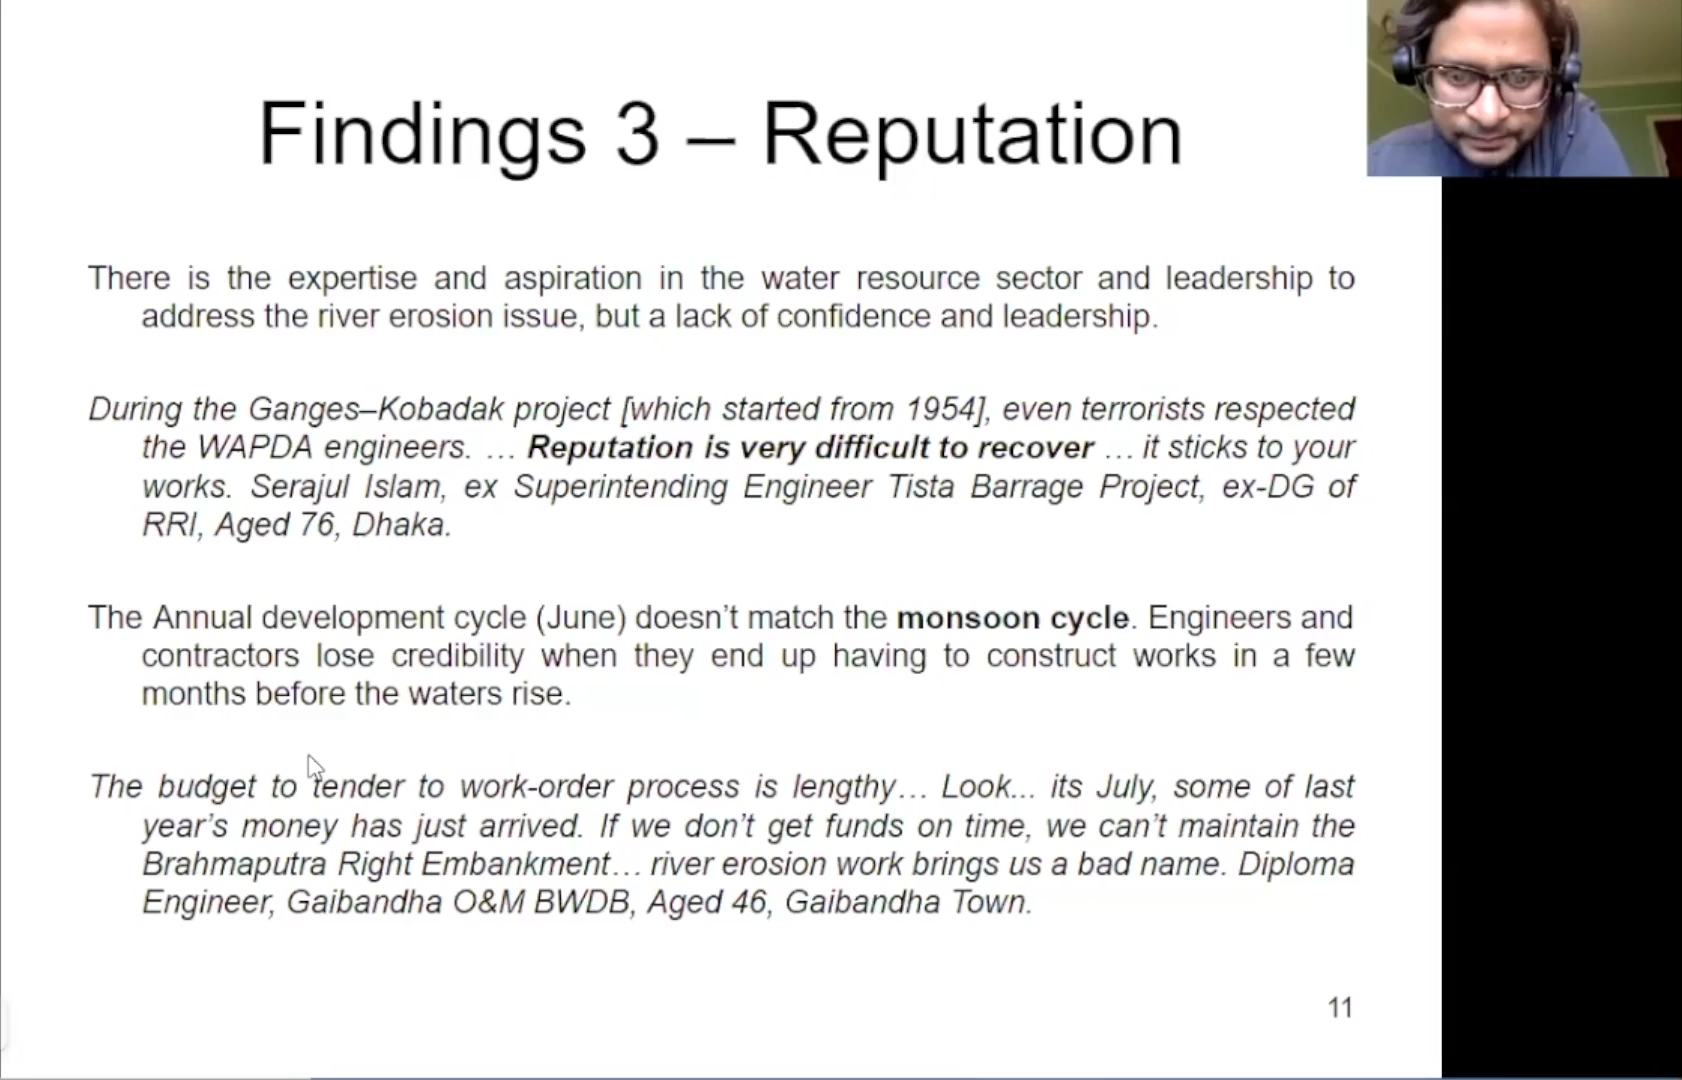 Findings 3 – Reputation
There is the expertise and aspiration in the water resource sector and leadership to
address the river erosion issue, but a lack of confidence and leadership.
During the Ganges–Kobadak project [which started from 1954], even terrorists respected
the WAPDA engineers. … Reputation is very difficult to recover … it sticks to your
works. Serajul Islam, ex Superintending Engineer Tista Barrage Project, ex-DG of
RRI, Aged 76, Dhaka.
The Annual development cycle (June) doesn’t match the monsoon cycle. Engineers and
contractors lose credibility when they end up having to construct works in a few
months before the waters rise.
The budget to tender to work-order process is lengthy… Look... its July, some of last
year’s money has just arrived. If we don’t get funds on time, we can’t maintain the
Brahmaputra Right Embankment… river erosion work brings us a bad name. Diploma
Engineer, Gaibandha O&M BWDB, Aged 46, Gaibandha Town.
11